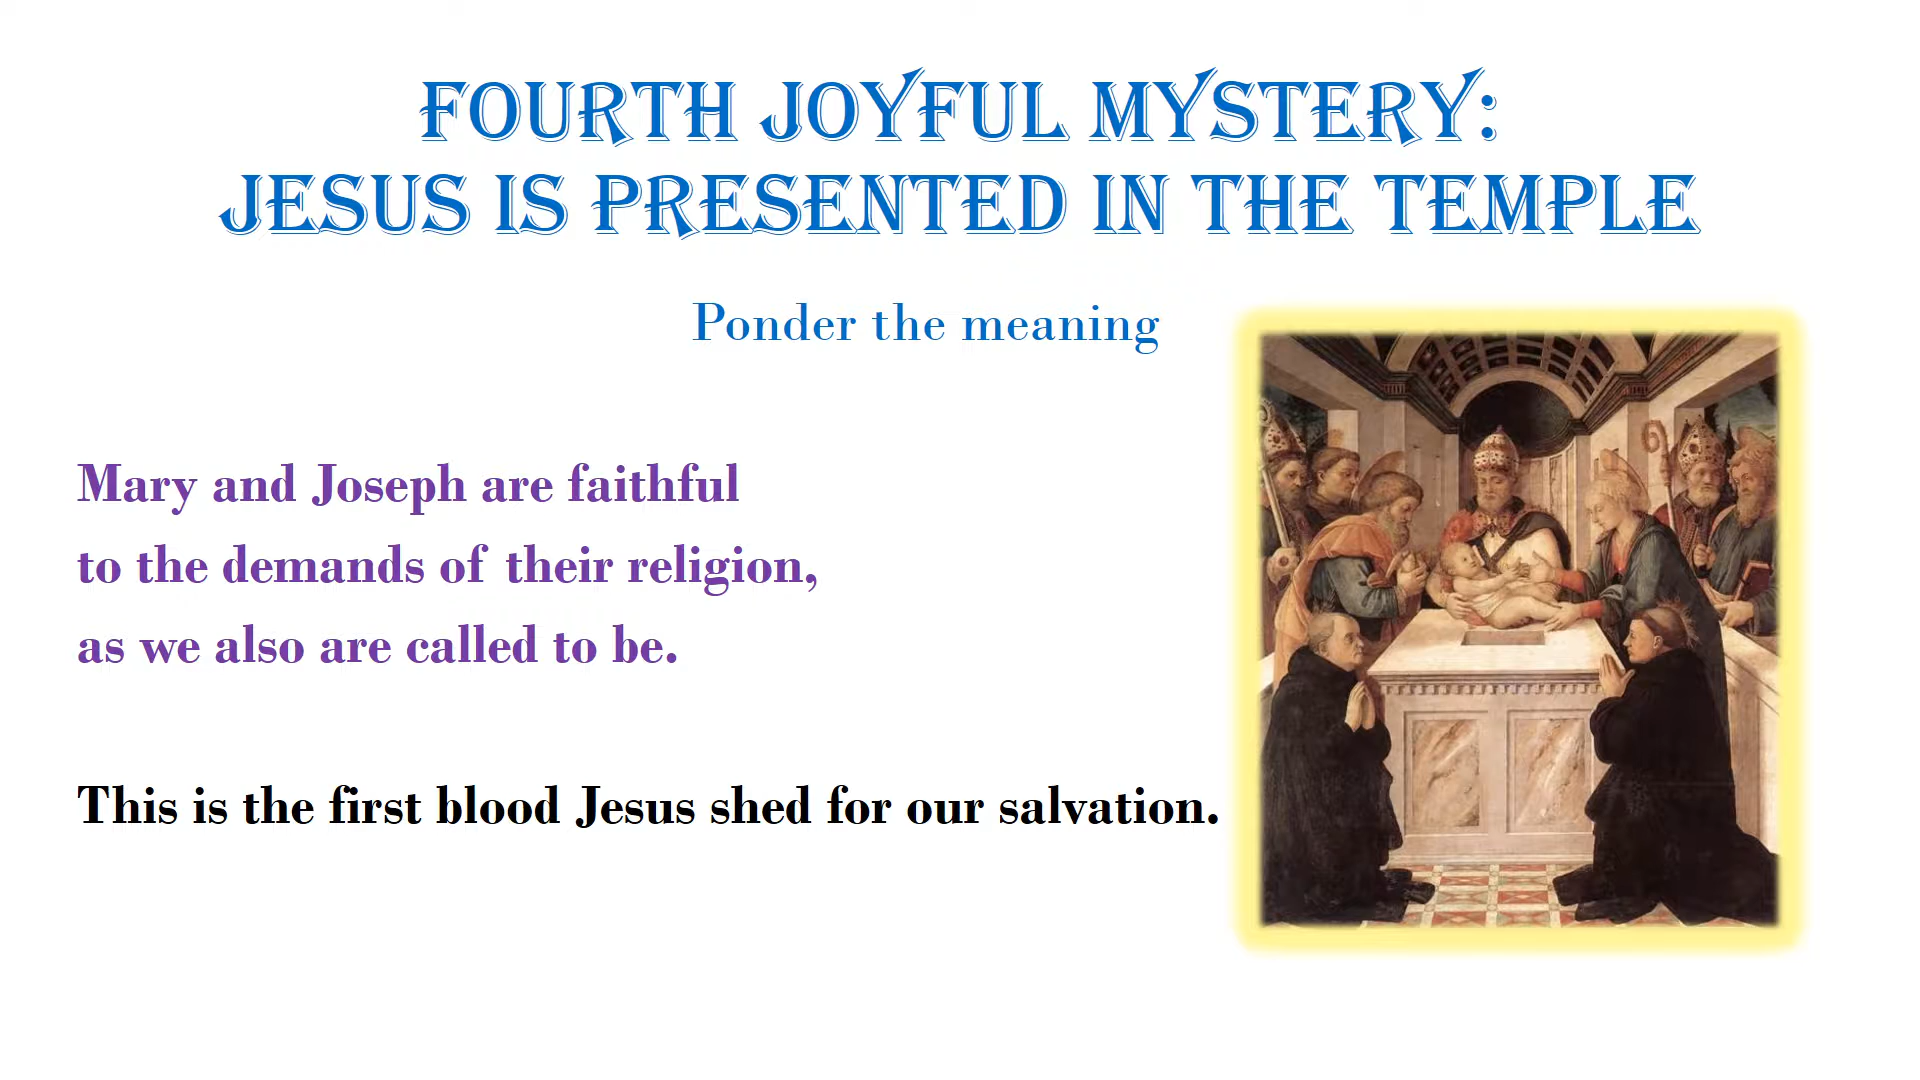 FOURTH JOYFUL MYSTERY:
JESUS IS PRESENTED IN THE TEMPLE
Ponder the meaning
Mary and Joseph are faithful
to the demands of their religion,
as we also are called to be.
This is the first blood Jesus shed for our salvation.